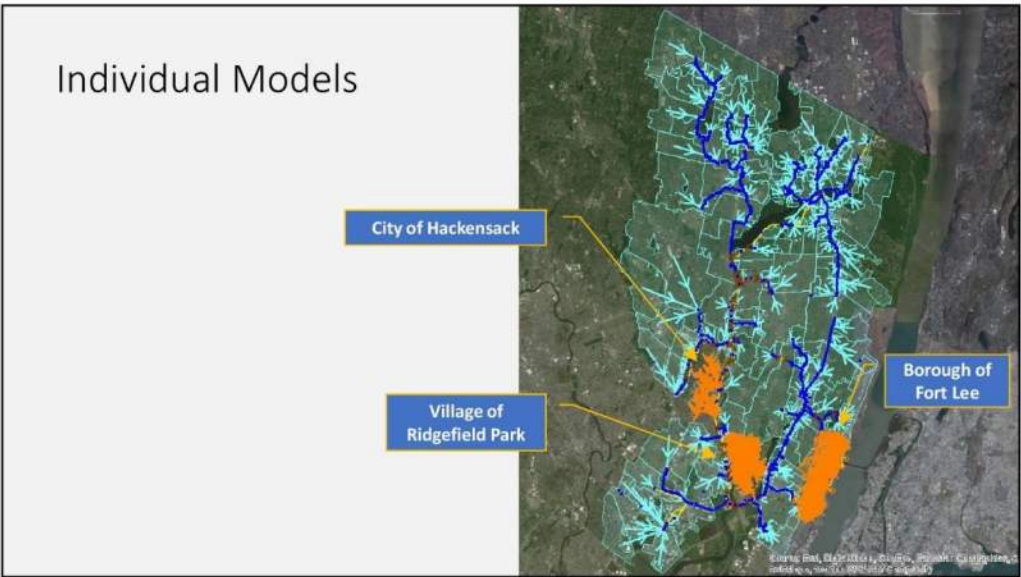 Individual Models
City of Hackensack
Borough of
Fort Lee
Village of
Ridgefield Park